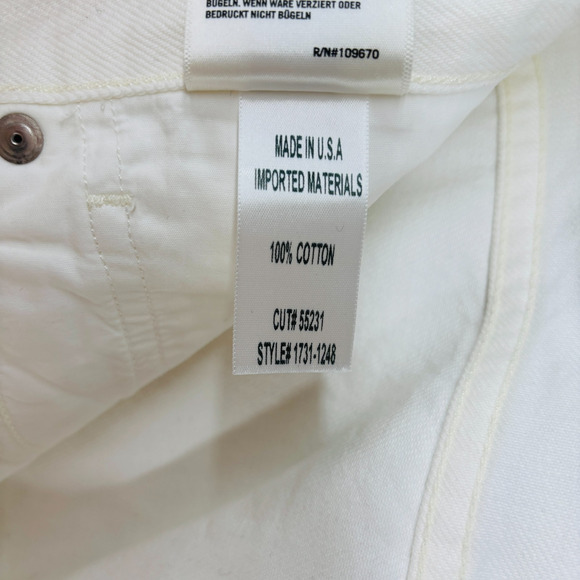 BÜGELN. WENN WARE VERZIERT ODER
BEDRUCKT NICHT BÜGELN
R/N#109670
MADE IN U.S.A
IMPORTED MATERIALS
100% COTTON
CUT# 55231
STYLE# 1731-1248